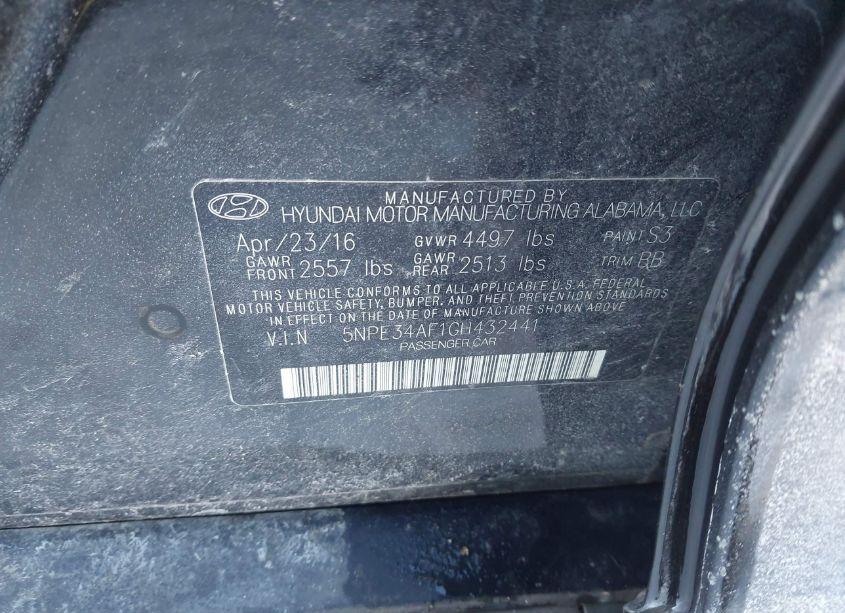 MANUFACTURED BY
HYUNDAI MOTOR MANUFACTURING ALABAMA, LLC
Apr/23/16 GVWR 4497 lbs PAINT S3
GAWR FRONT 2557 lbs GAWR REAR 2513 lbs TRIM BB
THIS VEHICLE CONFORMS TO ALL APPLICABLE U.S.A. FEDERAL
MOTOR VEHICLE SAFETY, BUMPER, AND THEFT PREVENTION STANDARDS
IN EFFECT ON THE DATE OF MANUFACTURE SHOWN ABOVE.
V.I.N 5NPE34AF1GH432441
PASSENGER CAR